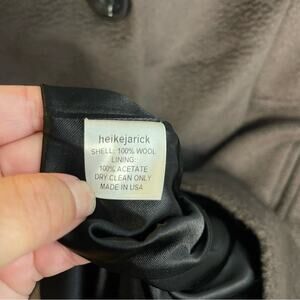 heikejarick
SHELL: 100% WOOL
LINING:
100% ACETATE
DRY CLEAN ONLY
MADE IN USA